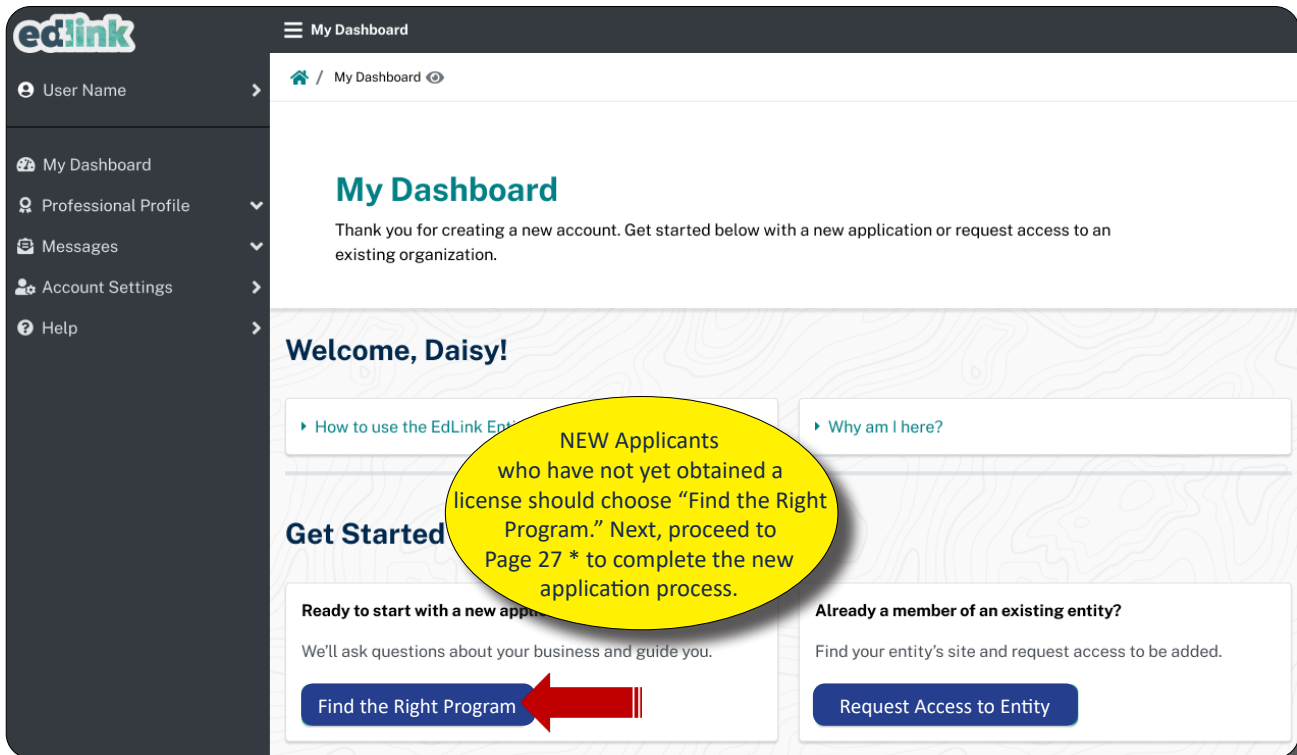 ed:link
My Dashboard
User Name
/ My Dashboard
My Dashboard
Professional Profile
Messages
Account Settings
Help
My Dashboard
Thank you for creating a new account. Get started below with a new application or request access to an
existing organization.
Welcome, Daisy!
How to use the EdLink
Why am I here?
NEW Applicants
who have not yet obtained a
license should choose “Find the Right
Program.” Next, proceed to
Page 27 * to complete the new
application process.
Get Started
Ready to start with a new
We'll ask questions about your business and guide you.
Find the Right Program
Already a member of an existing entity?
Find your entity's site and request access to be added.
Request Access to Entity